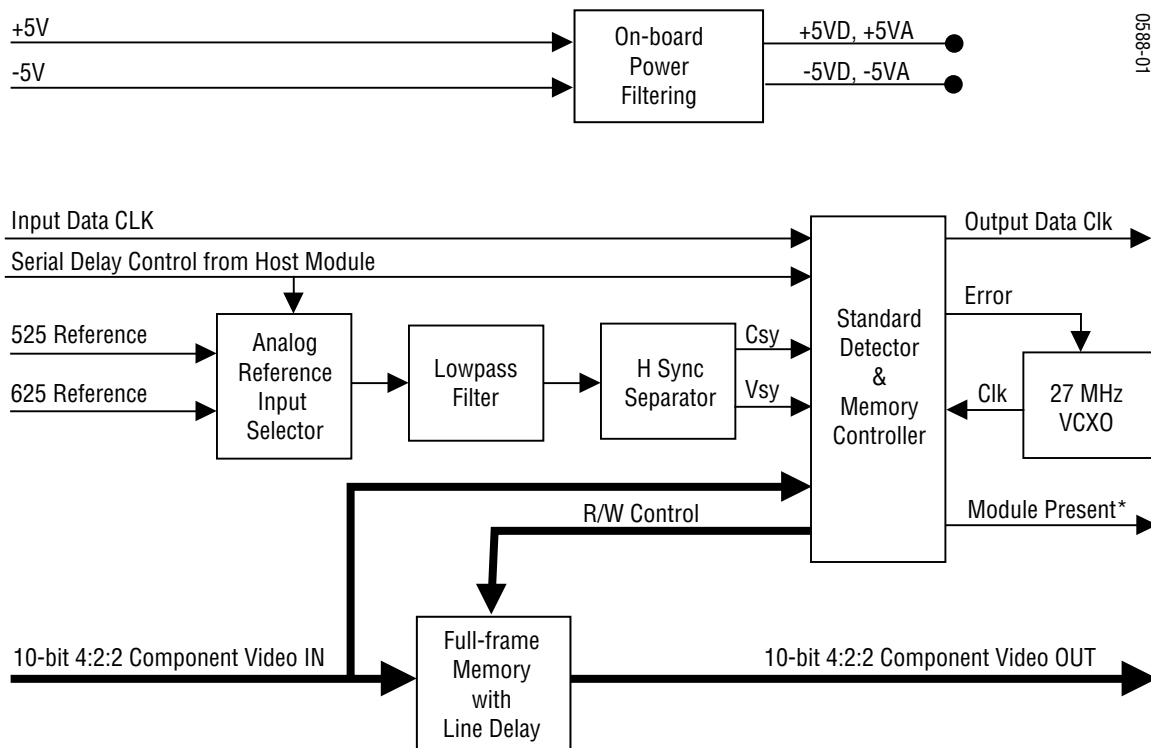 +5V
-5V
On-board
Power
Filtering
+5VD, +5VA
-5VD, -5VA
0588-01
Input Data CLK
Serial Delay Control from Host Module
525 Reference
625 Reference
Analog
Reference
Input
Selector
Lowpass
Filter
H Sync
Separator
Csy
Vsy
Standard
Detector
&
Memory
Controller
Output Data Clk
Error
Clk
27 MHz
VCXO
Module Present*
R/W Control
10-bit 4:2:2 Component Video IN
Full-frame
Memory
with
Line Delay
10-bit 4:2:2 Component Video OUT